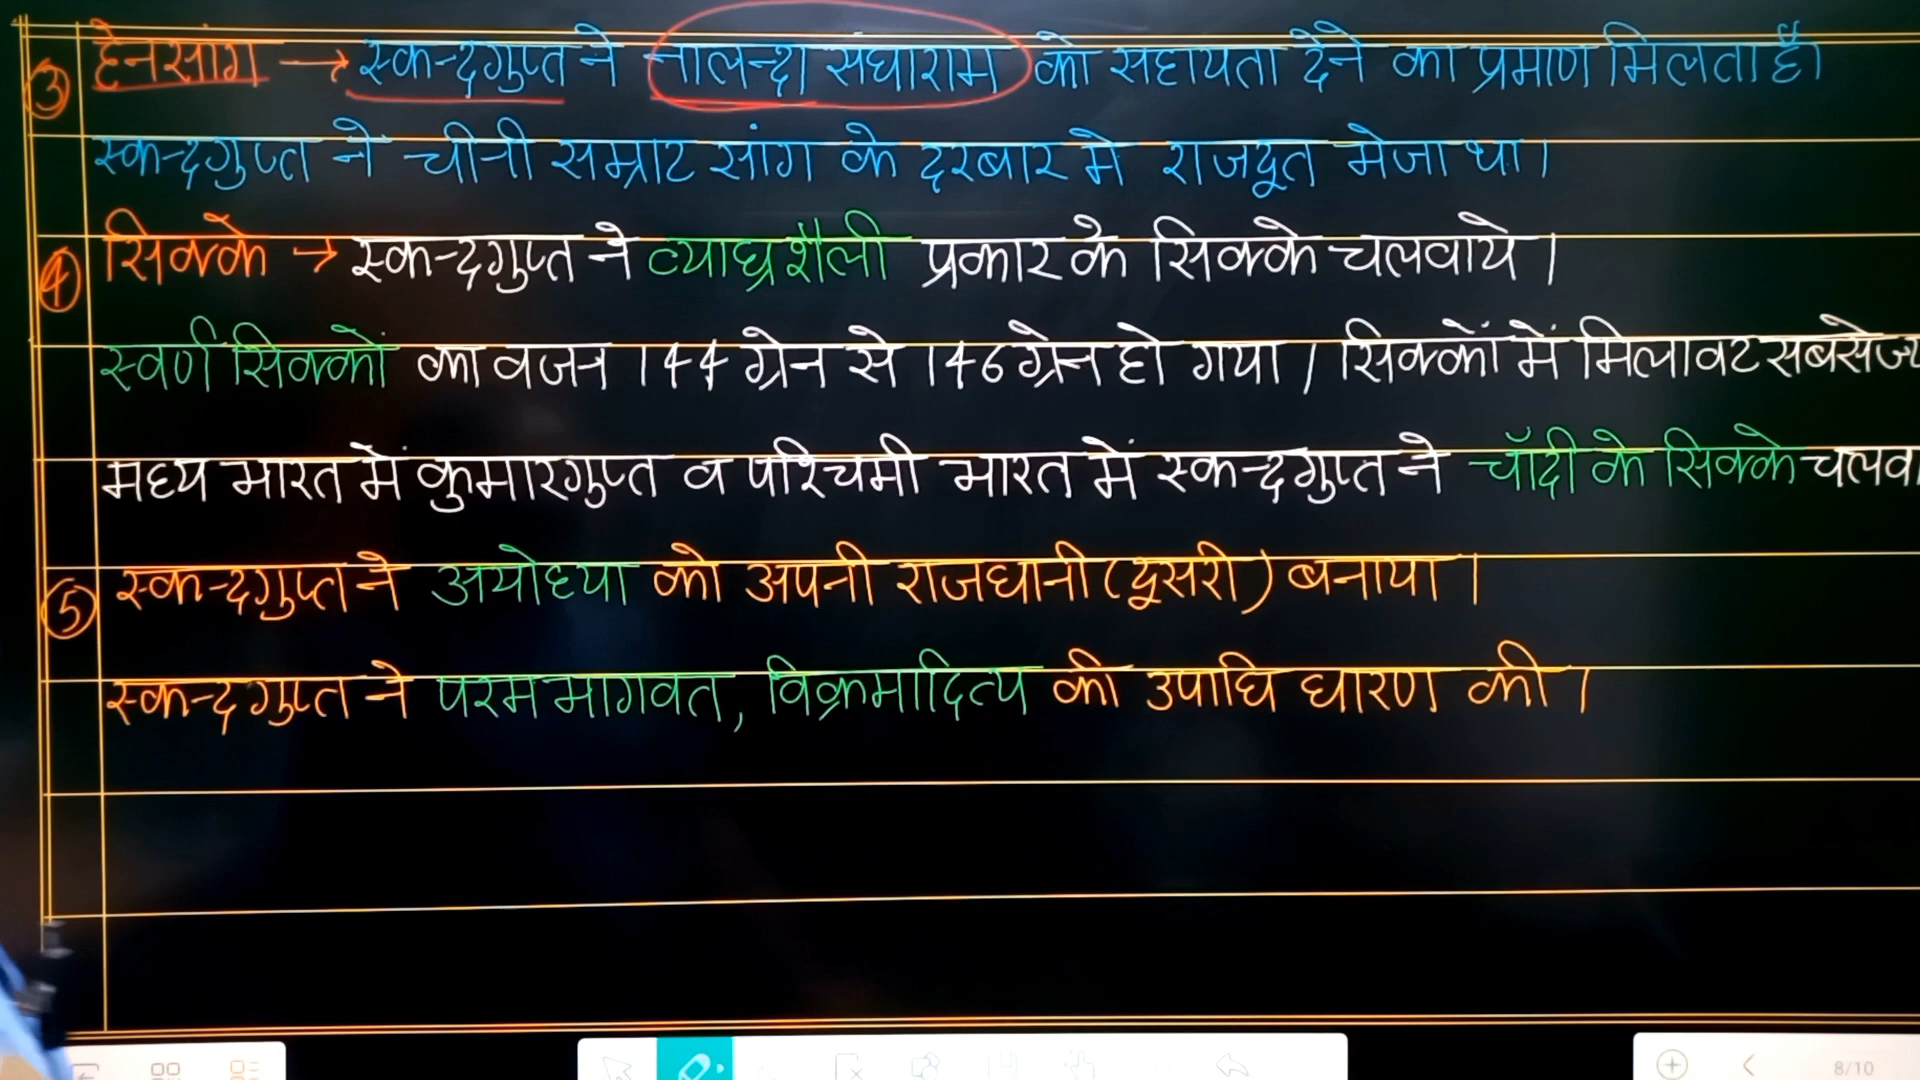 ③ हेनसांग → स्कन्दगुप्त ने नालन्दा संघाराम को सहायता देने का प्रमाण मिलता है।
स्कन्दगुप्त ने चीनी सम्राट सांग के दरबार मे राजदूत भेजा था।
④ सिक्के → स्कन्दगुप्त ने व्याघ्र शैली प्रकार के सिक्के चलवाये।
स्वर्ण सिक्कों का वजन 144 ग्रेन से 146 ग्रेन हो गया। सिक्कों में मिलावट सबसे
मध्य भारत में कुमारगुप्त व पश्चिमी भारत में स्कन्दगुप्त ने चाँदी के सिक्के
⑤ स्कन्दगुप्त ने अयोध्या को अपनी राजधानी (दूसरी) बनाया।
स्कन्दगुप्त ने परमभागवत, विक्रमादित्य की उपाधि धारण की।
8/10